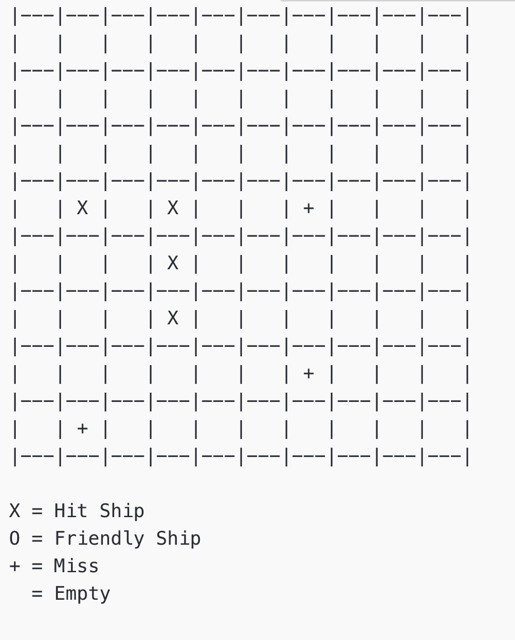 |---|---|---|---|---|---|---|---|---|---|
|   |   |   |   |   |   |   |   |   |   |
|---|---|---|---|---|---|---|---|---|---|
|   |   |   |   |   |   |   |   |   |   |
|---|---|---|---|---|---|---|---|---|---|
|   |   |   |   |   |   |   |   |   |   |
|---|---|---|---|---|---|---|---|---|---|
|   | X |   | X |   |   | + |   |   |   |
|---|---|---|---|---|---|---|---|---|---|
|   |   |   | X |   |   |   |   |   |   |
|---|---|---|---|---|---|---|---|---|---|
|   |   |   | X |   |   |   |   |   |   |
|---|---|---|---|---|---|---|---|---|---|
|   |   |   |   |   |   | + |   |   |   |
|---|---|---|---|---|---|---|---|---|---|
|   | + |   |   |   |   |   |   |   |   |
|---|---|---|---|---|---|---|---|---|---|
X = Hit Ship
O = Friendly Ship
+ = Miss
  = Empty